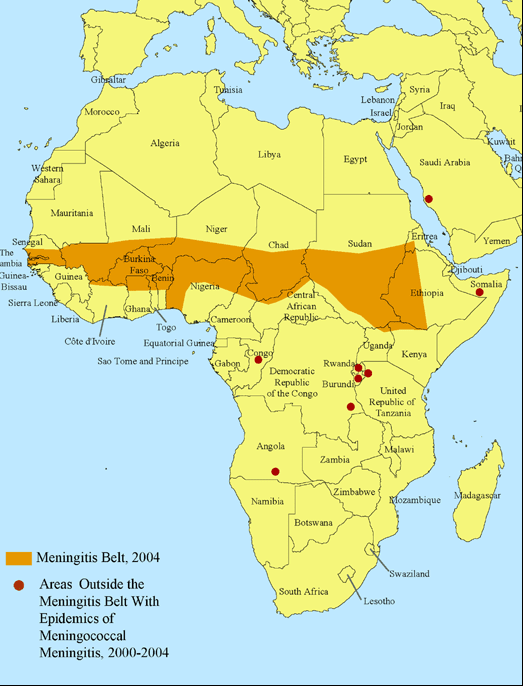 Gibraltar
Tunisia
Syria
Lebanon
Iraq
Israel
Morocco
Jordan
Algeria
Kuwait
Libya
Egypt
Bah
Q
Saudi Arabia
Western
Sahara
Mauritania
Mali
Niger
Chad
Sudan
Eritrea
Yemen
Senegal
The
ambia
Guinea-
Bissau
Burkina
Faso
Guinea
Benin
Nigeria
Djibouti
Somalia
Ethiopia
Sierra Leone
Liberia
Ghana
Central
African
Republic
Cameroon
Togo
Côte d'Ivoire
Equatorial Guinea
Sao Tome and Principe
Gabon
Congo
Uganda
Kenya
Rwanda
Burundi
Democratic
Republic
of the Congo
United
Republic of
Tanzania
Angola
Malawi
Zambia
Zimbabwe
Mozambique
Madagascar
Namibia
Botswana
Swaziland
South Africa
Lesotho
Meningitis Belt, 2004
Areas Outside the
Meningitis Belt With
Epidemics of
Meningococcal
Meningitis, 2000-2004